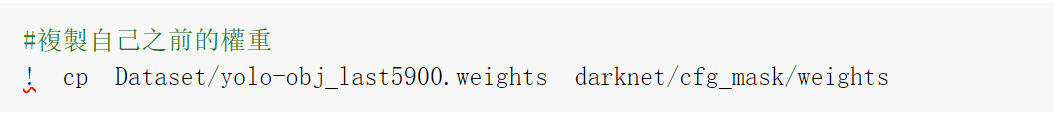 #複製自己之前的權重
! cp Dataset/yolo-obj_last5900.weights darknet/cfg_mask/weights